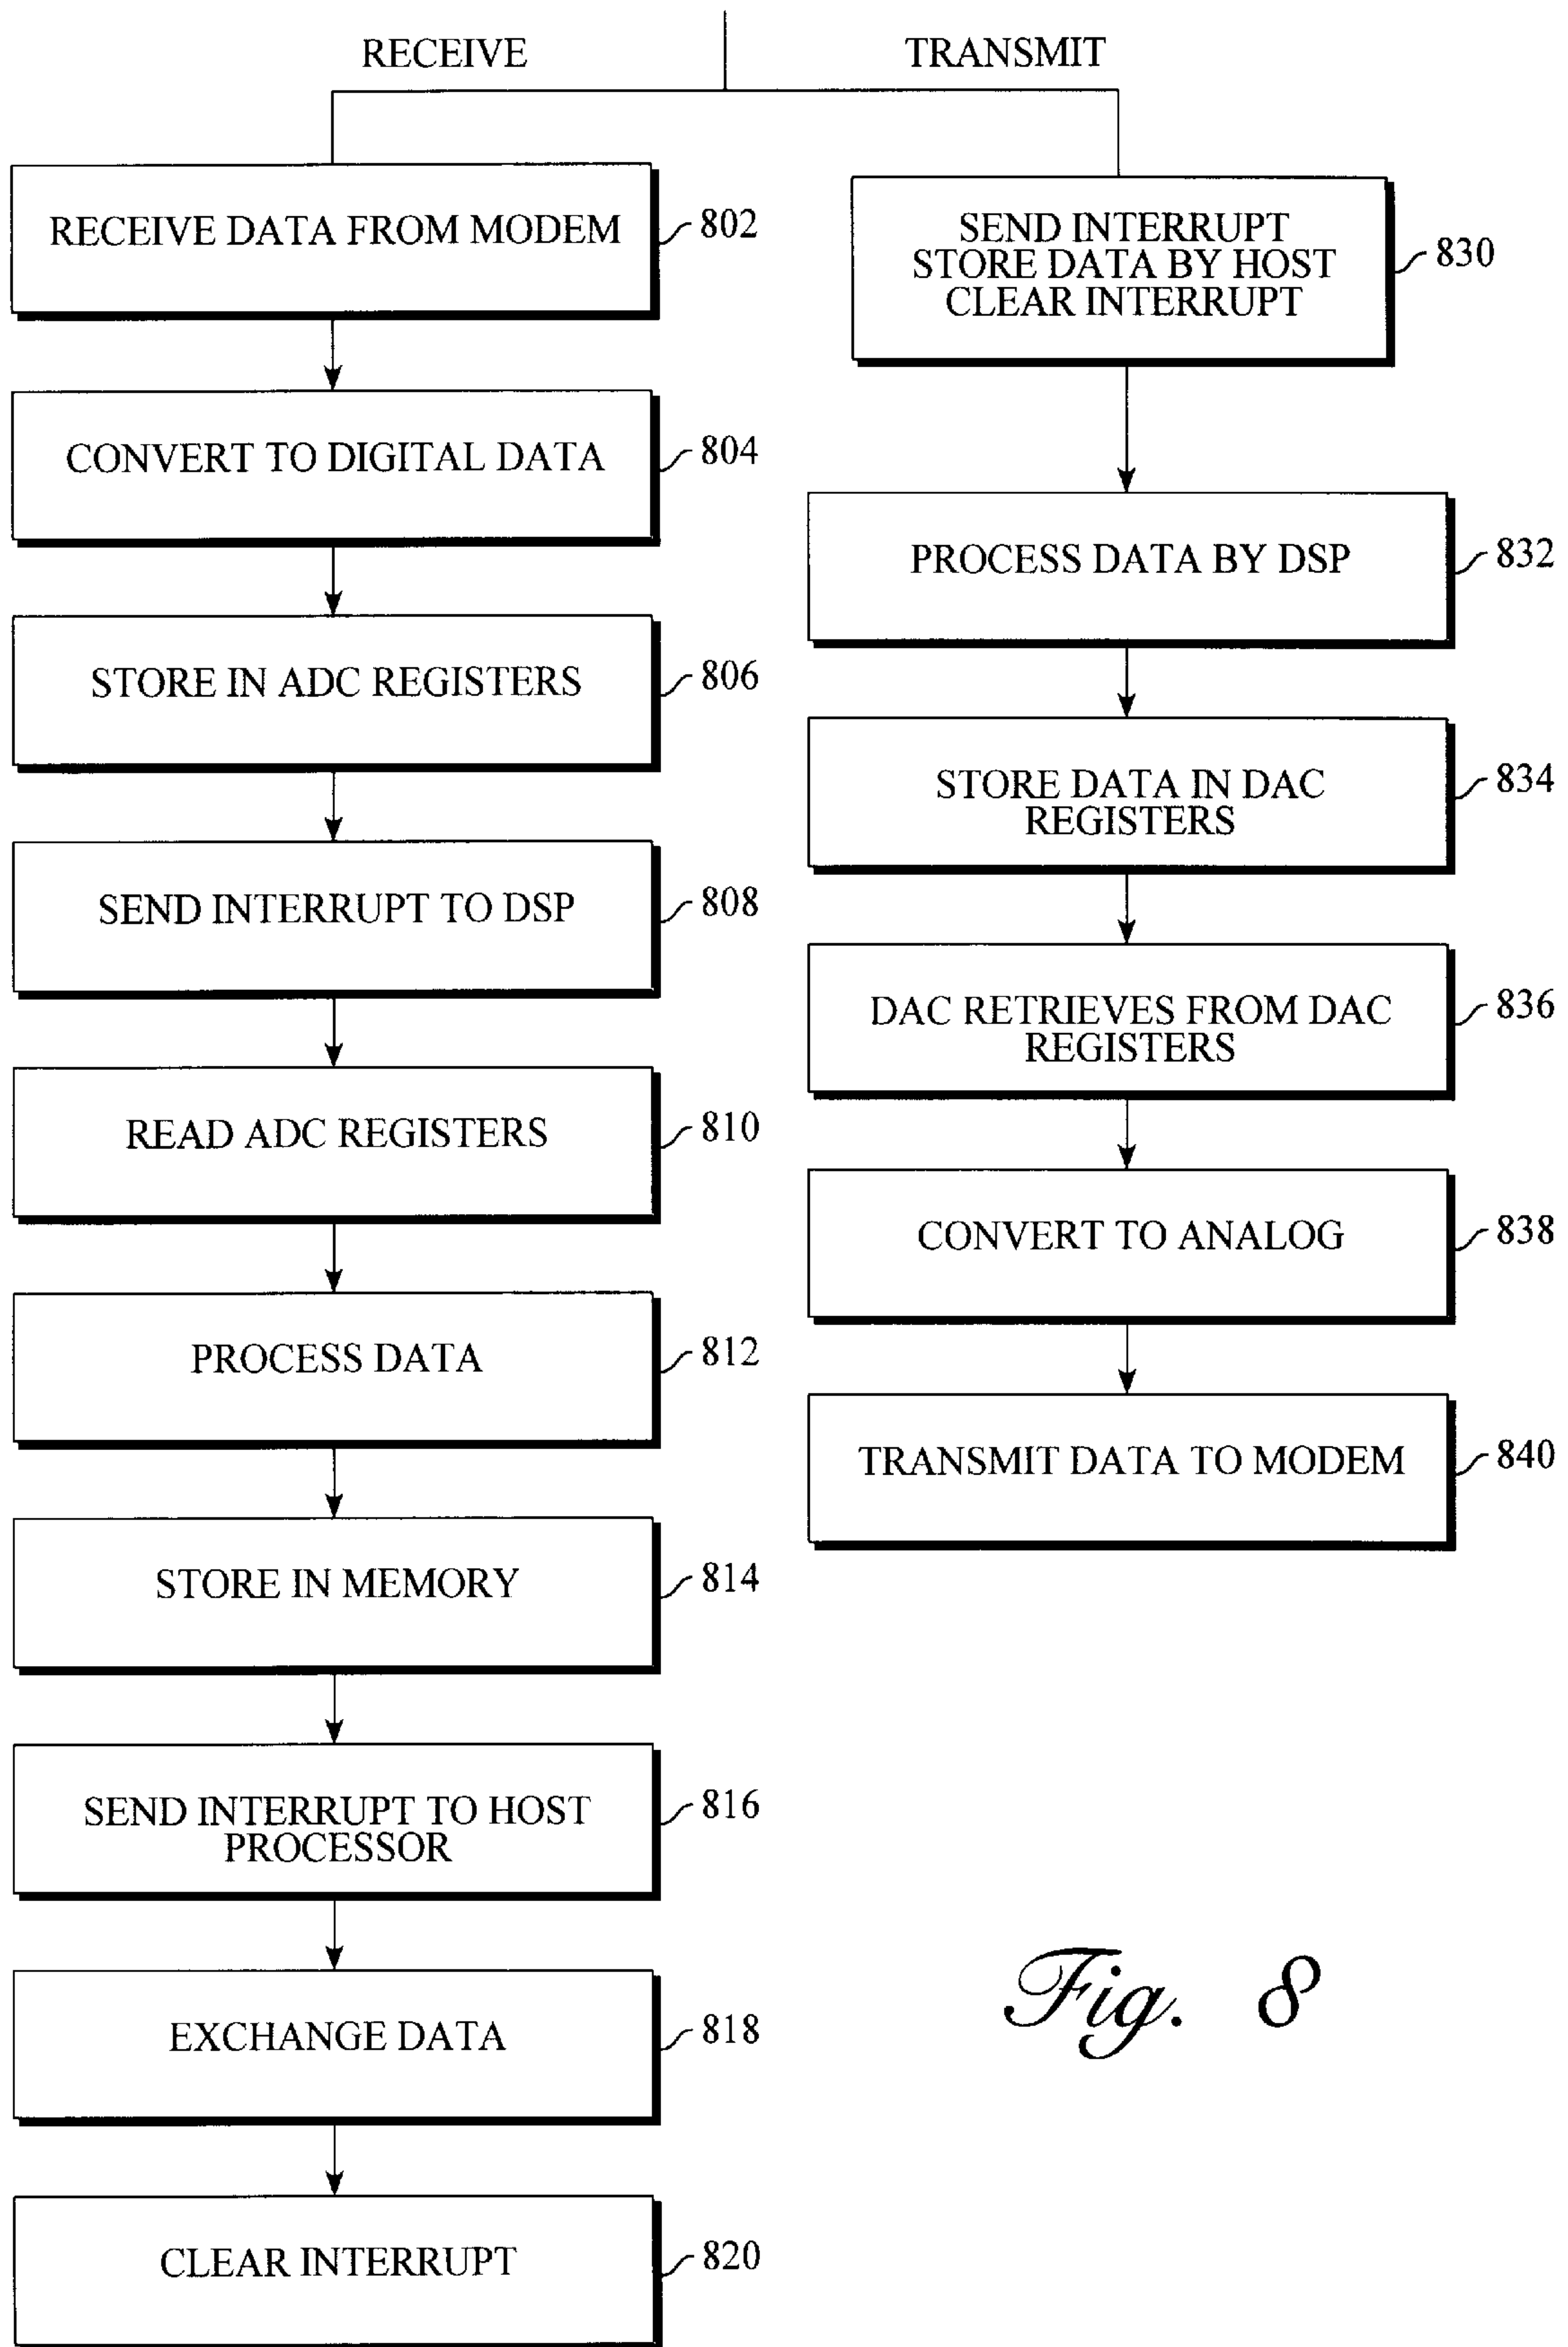 RECEIVE
TRANSMIT
RECEIVE DATA FROM MODEM
802
CONVERT TO DIGITAL DATA
804
STORE IN ADC REGISTERS
806
SEND INTERRUPT TO DSP
808
READ ADC REGISTERS
810
PROCESS DATA
812
STORE IN MEMORY
814
SEND INTERRUPT TO HOST
PROCESSOR
816
EXCHANGE DATA
818
CLEAR INTERRUPT
820
SEND INTERRUPT
STORE DATA BY HOST
CLEAR INTERRUPT
830
PROCESS DATA BY DSP
832
STORE DATA IN DAC
REGISTERS
834
DAC RETRIEVES FROM DAC
REGISTERS
836
CONVERT TO ANALOG
838
TRANSMIT DATA TO MODEM
840
Fig. 8